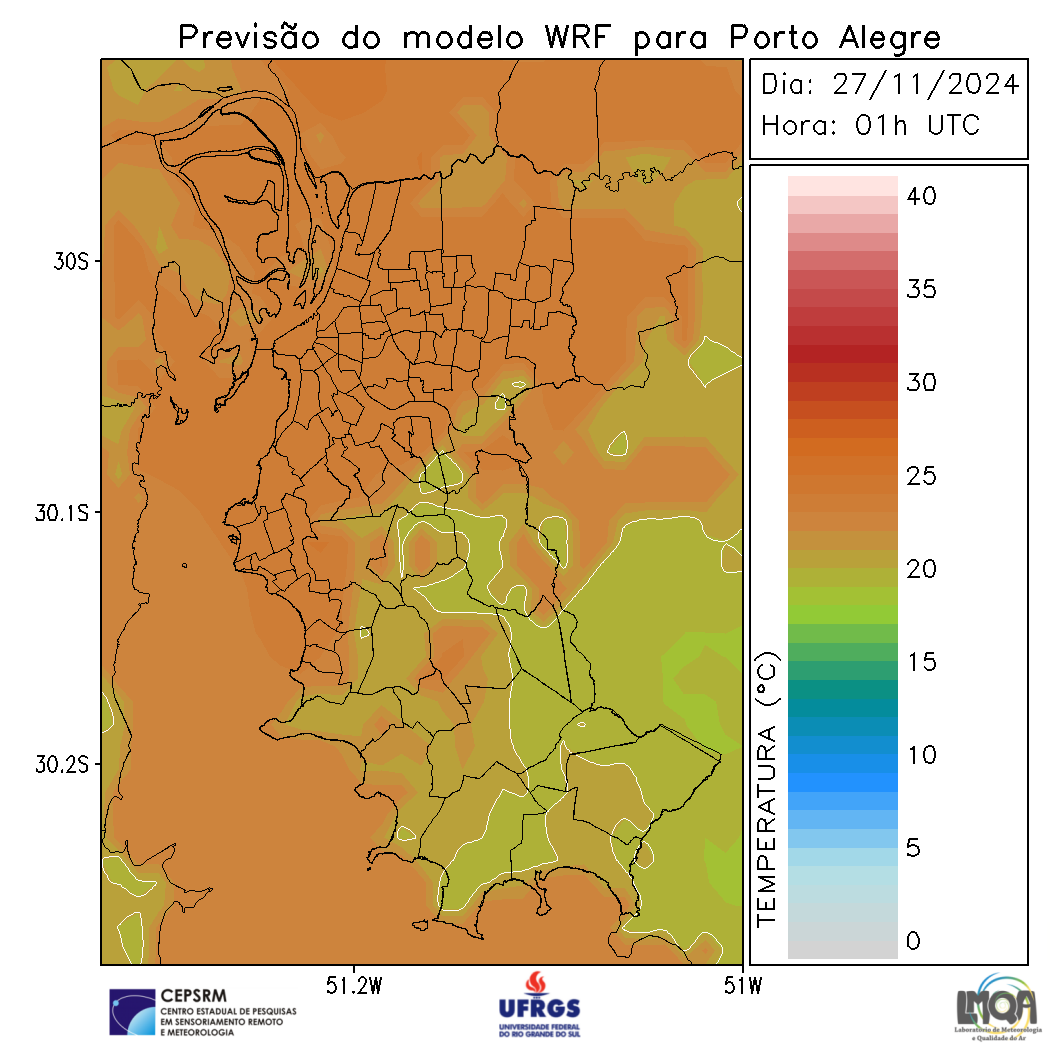 Previsão do modelo WRF para Porto Alegre
Dia: 27/11/2024
Hora: 01h UTC
40
35
30
25
20
15
10
5
0
TEMPERATURA (°C)
30S
30.1S
30.2S
51.2W
51W
CEPSRM
CENTRO ESTADUAL DE PESQUISAS
EM SENSORIAMENTO REMOTO
E METEOROLOGIA
UFRGS
UNIVERSIDADE FEDERAL
DO RIO GRANDE DO SUL
LMQA
Laboratório de Meteorologia
e Qualidade do Ar